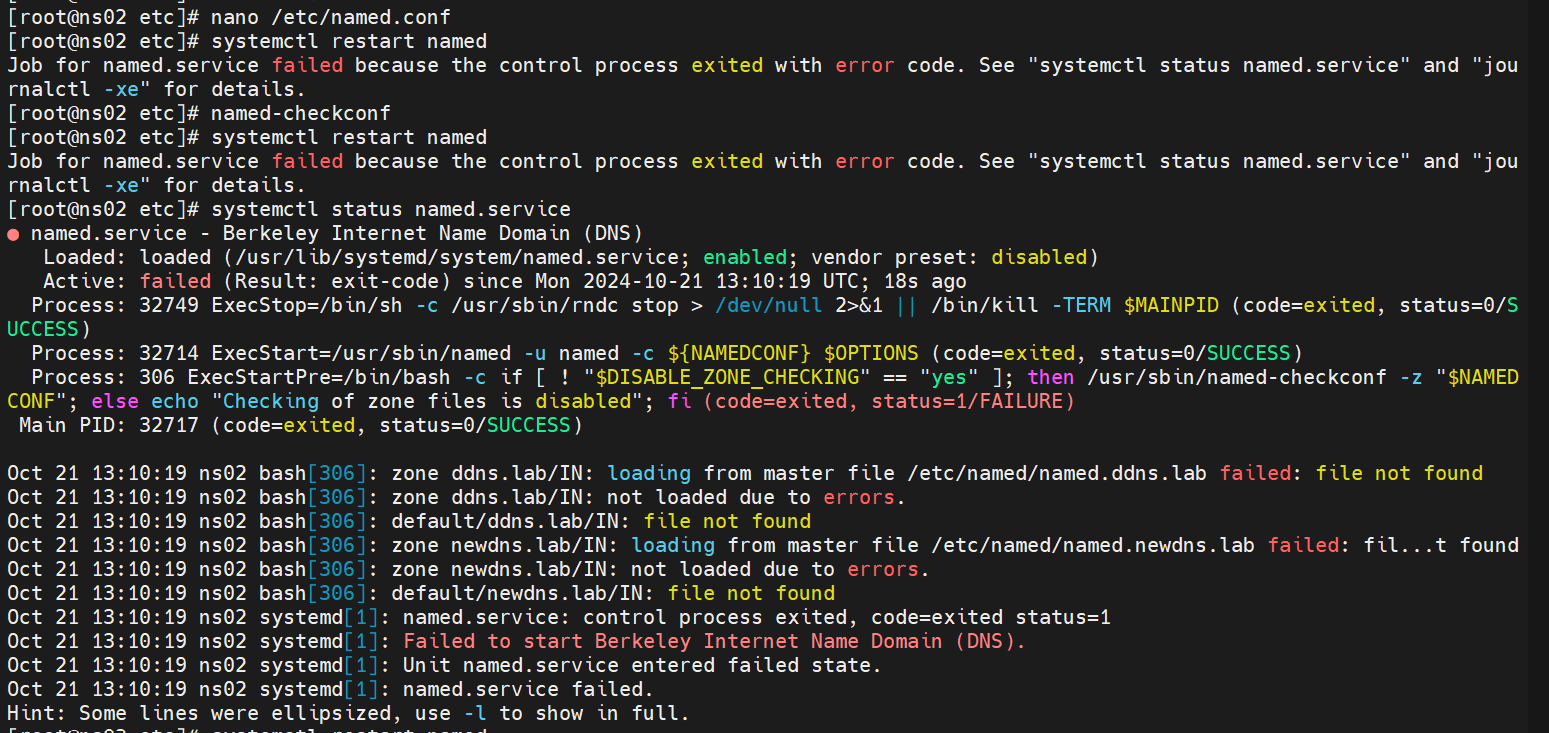 [root@ns02 etc]# nano /etc/named.conf
[root@ns02 etc]# systemctl restart named
Job for named.service failed because the control process exited with error code. See "systemctl status named.service" and "jou
rnalctl -xe" for details.
[root@ns02 etc]# named-checkconf
[root@ns02 etc]# systemctl restart named
Job for named.service failed because the control process exited with error code. See "systemctl status named.service" and "jou
rnalctl -xe" for details.
[root@ns02 etc]# systemctl status named.service
● named.service - Berkeley Internet Name Domain (DNS)
   Loaded: loaded (/usr/lib/systemd/system/named.service; enabled; vendor preset: disabled)
   Active: failed (Result: exit-code) since Mon 2024-10-21 13:10:19 UTC; 18s ago
  Process: 32749 ExecStop=/bin/sh -c /usr/sbin/rndc stop > /dev/null 2>&1 || /bin/kill -TERM $MAINPID (code=exited, status=0/S
UCCESS)
  Process: 32714 ExecStart=/usr/sbin/named -u named -c ${NAMEDCONF} $OPTIONS (code=exited, status=0/SUCCESS)
  Process: 306 ExecStartPre=/bin/bash -c if [ ! "$DISABLE_ZONE_CHECKING" == "yes" ]; then /usr/sbin/named-checkconf -z "$NAMED
CONF"; else echo "Checking of zone files is disabled"; fi (code=exited, status=1/FAILURE)
 Main PID: 32717 (code=exited, status=0/SUCCESS)

Oct 21 13:10:19 ns02 bash[306]: zone ddns.lab/IN: loading from master file /etc/named/named.ddns.lab failed: file not found
Oct 21 13:10:19 ns02 bash[306]: zone ddns.lab/IN: not loaded due to errors.
Oct 21 13:10:19 ns02 bash[306]: default/ddns.lab/IN: file not found
Oct 21 13:10:19 ns02 bash[306]: zone newdns.lab/IN: loading from master file /etc/named/named.newdns.lab failed: fil...t found
Oct 21 13:10:19 ns02 bash[306]: zone newdns.lab/IN: not loaded due to errors.
Oct 21 13:10:19 ns02 bash[306]: default/newdns.lab/IN: file not found
Oct 21 13:10:19 ns02 systemd[1]: named.service: control process exited, code=exited status=1
Oct 21 13:10:19 ns02 systemd[1]: Failed to start Berkeley Internet Name Domain (DNS).
Oct 21 13:10:19 ns02 systemd[1]: Unit named.service entered failed state.
Oct 21 13:10:19 ns02 systemd[1]: named.service failed.
Hint: Some lines were ellipsized, use -l to show in full.